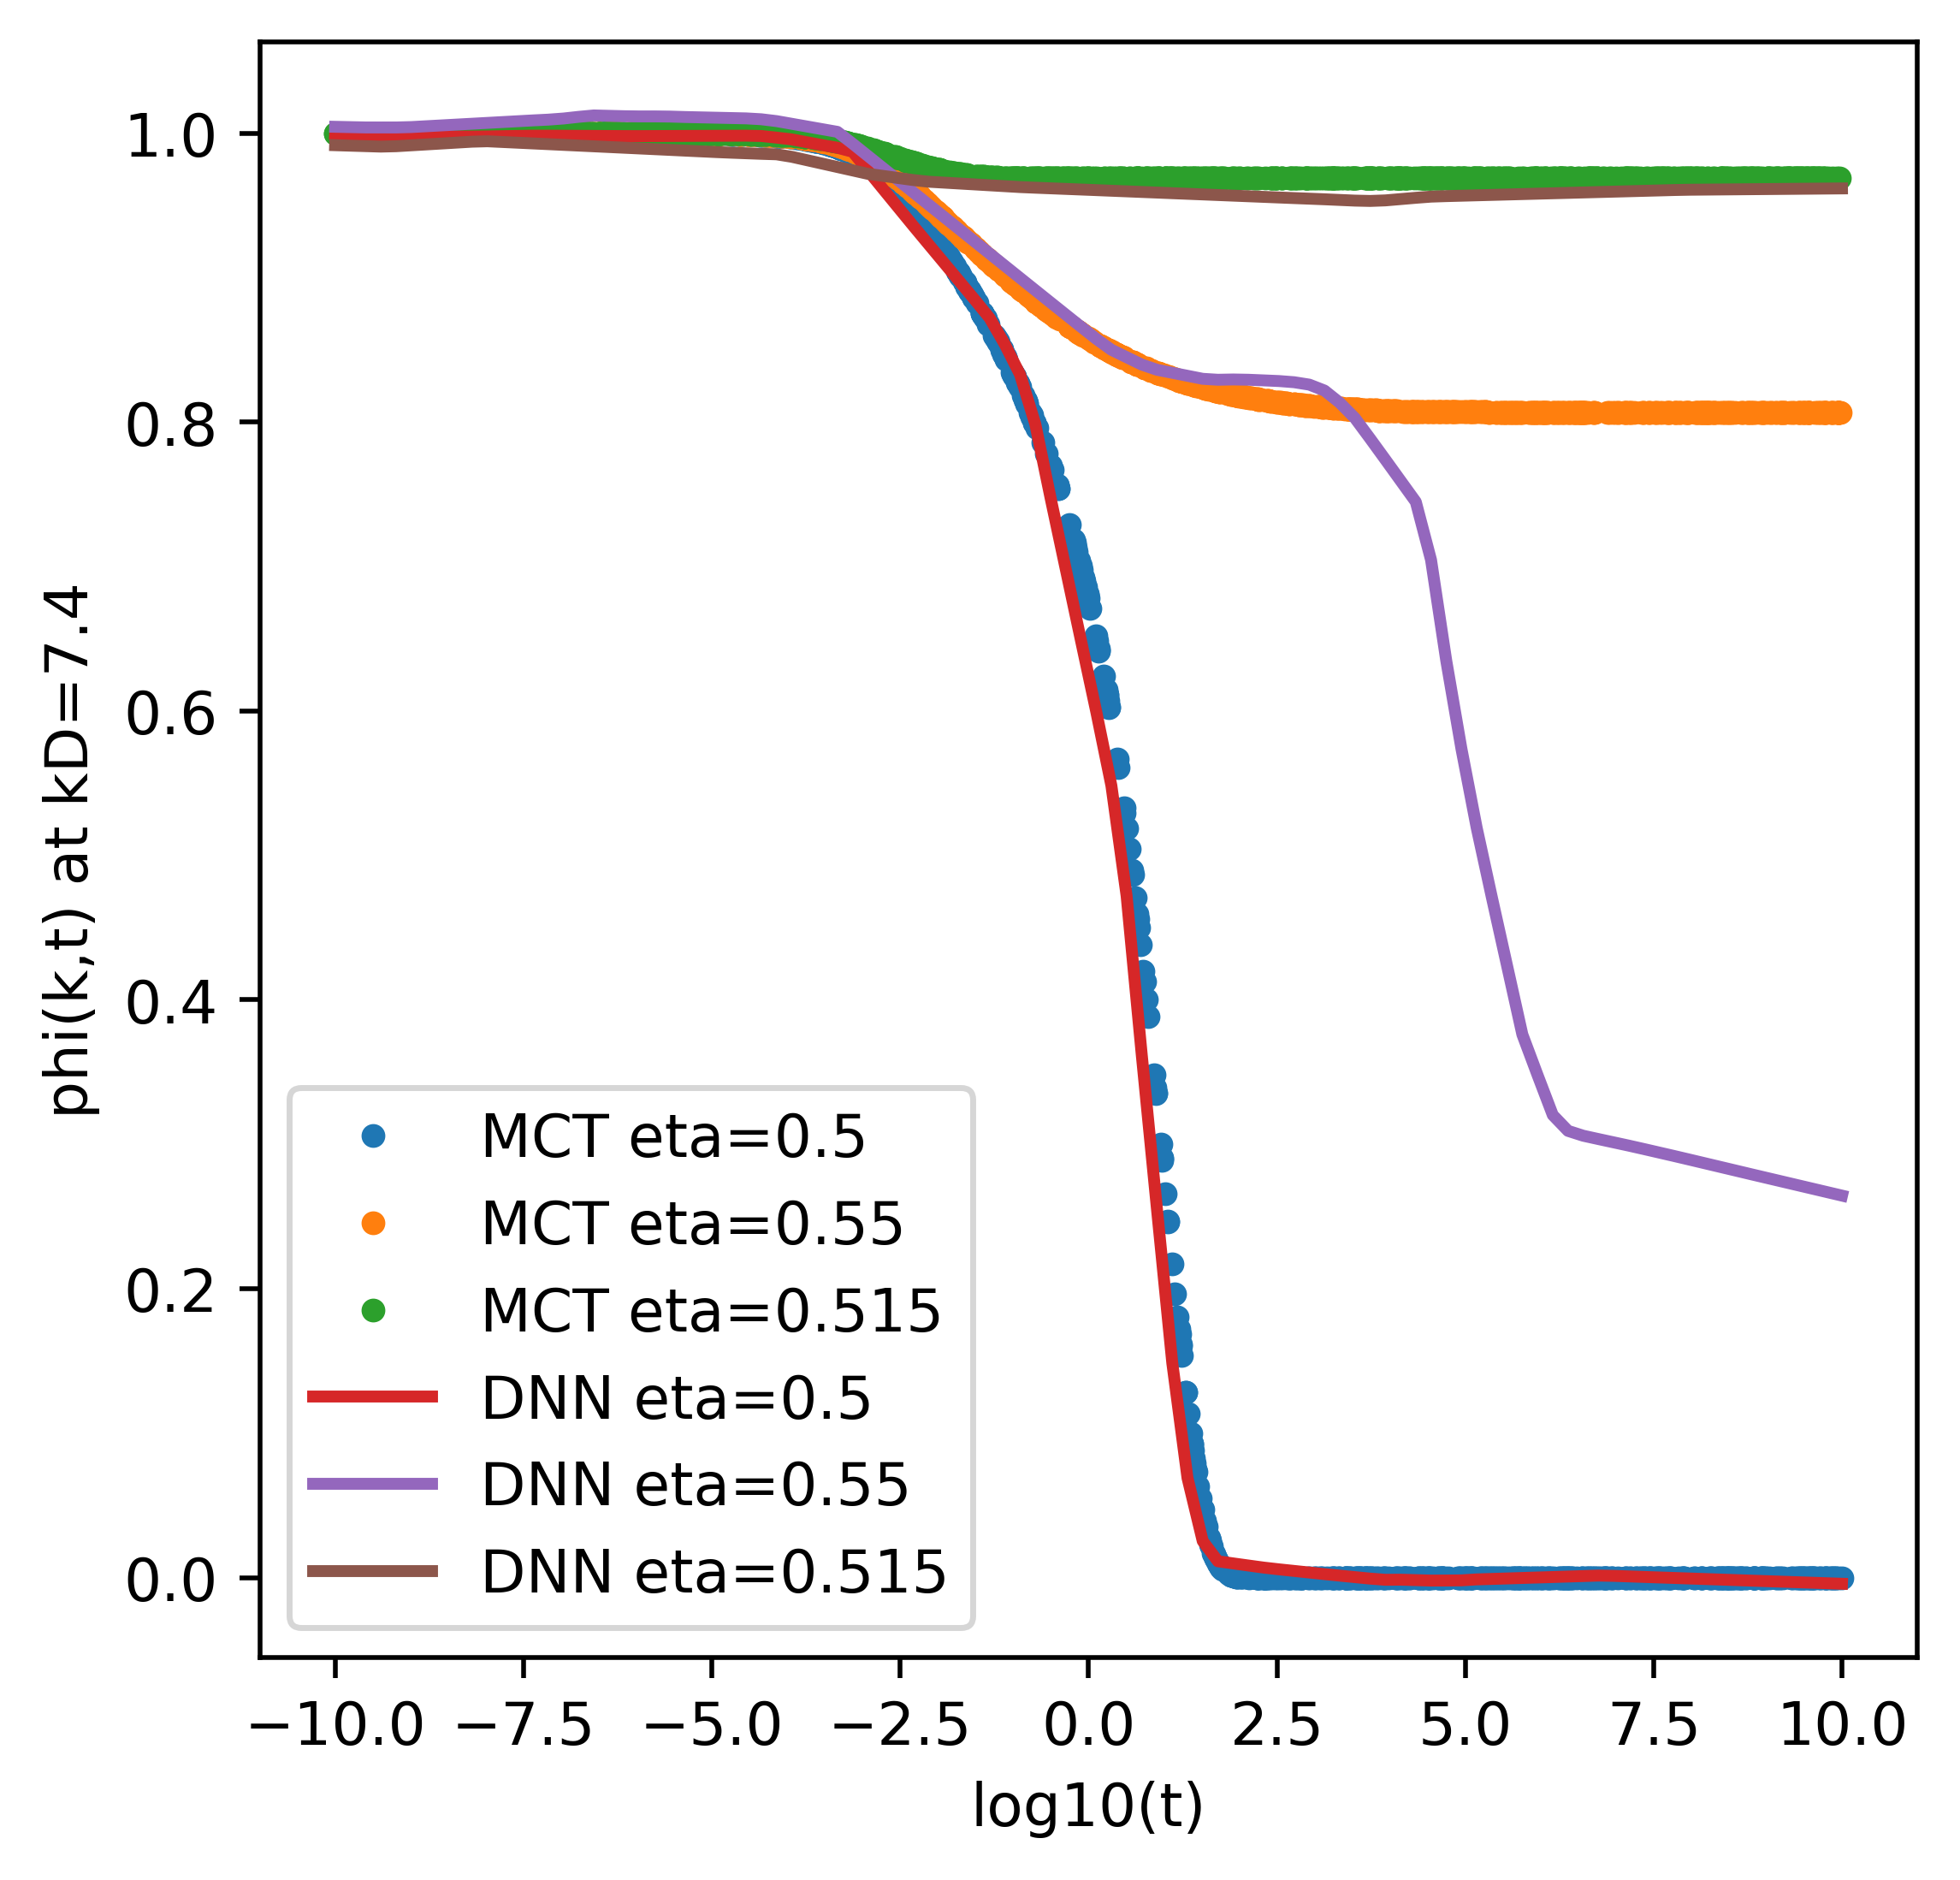 phi(k,t) at kD=7.4
1.0
0.8
0.6
0.4
0.2
0.0
MCT eta=0.5
MCT eta=0.55
MCT eta=0.515
DNN eta=0.5
DNN eta=0.55
DNN eta=0.515
−10.0 −7.5 −5.0 −2.5 0.0 2.5 5.0 7.5 10.0
log10(t)